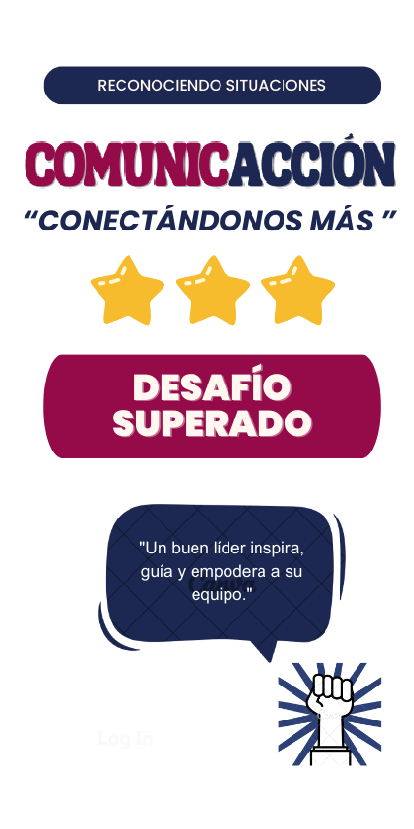 RECONOCIENDO SITUACIONES
COMUNICACCIÓN
“CONECTÁNDONOS MÁS ”
DESAFÍO
SUPERADO
"Un buen líder inspira,
guía y empodera a su
equipo."
Log In